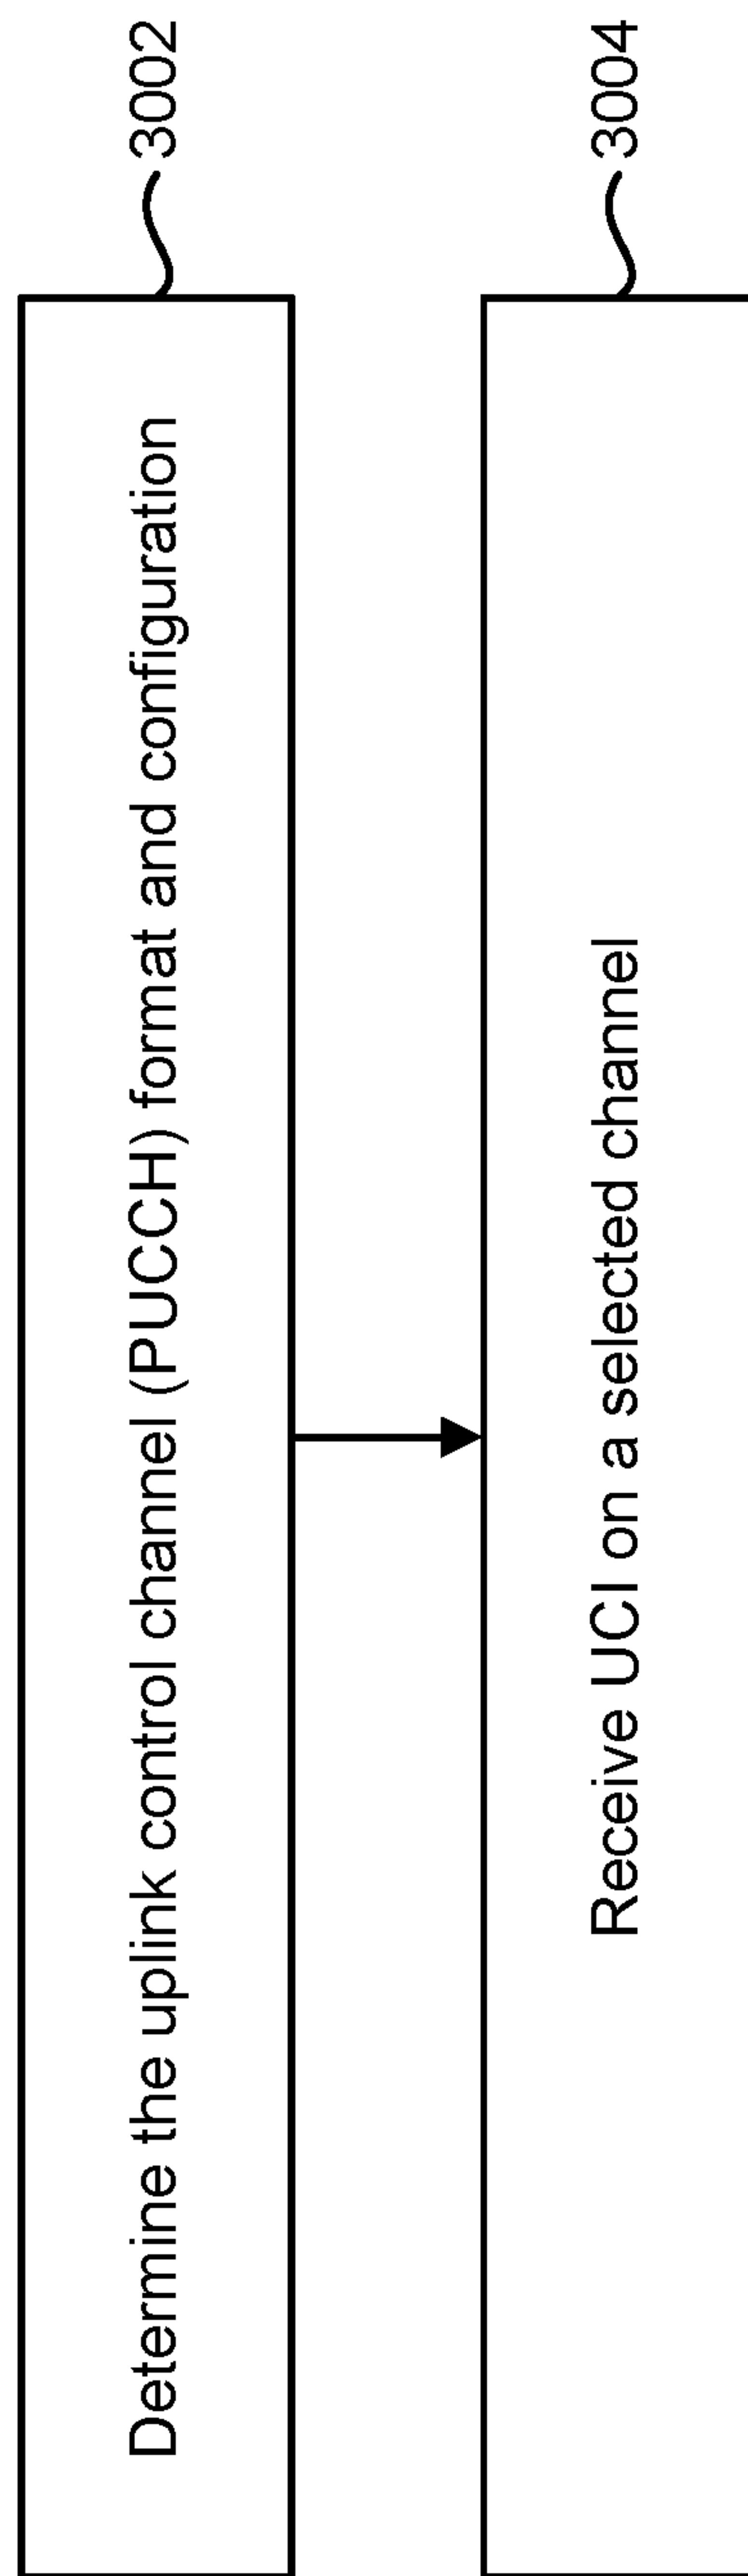 Determine the uplink control channel (PUCCH) format and configuration
3002
Receive UCI on a selected channel
3004